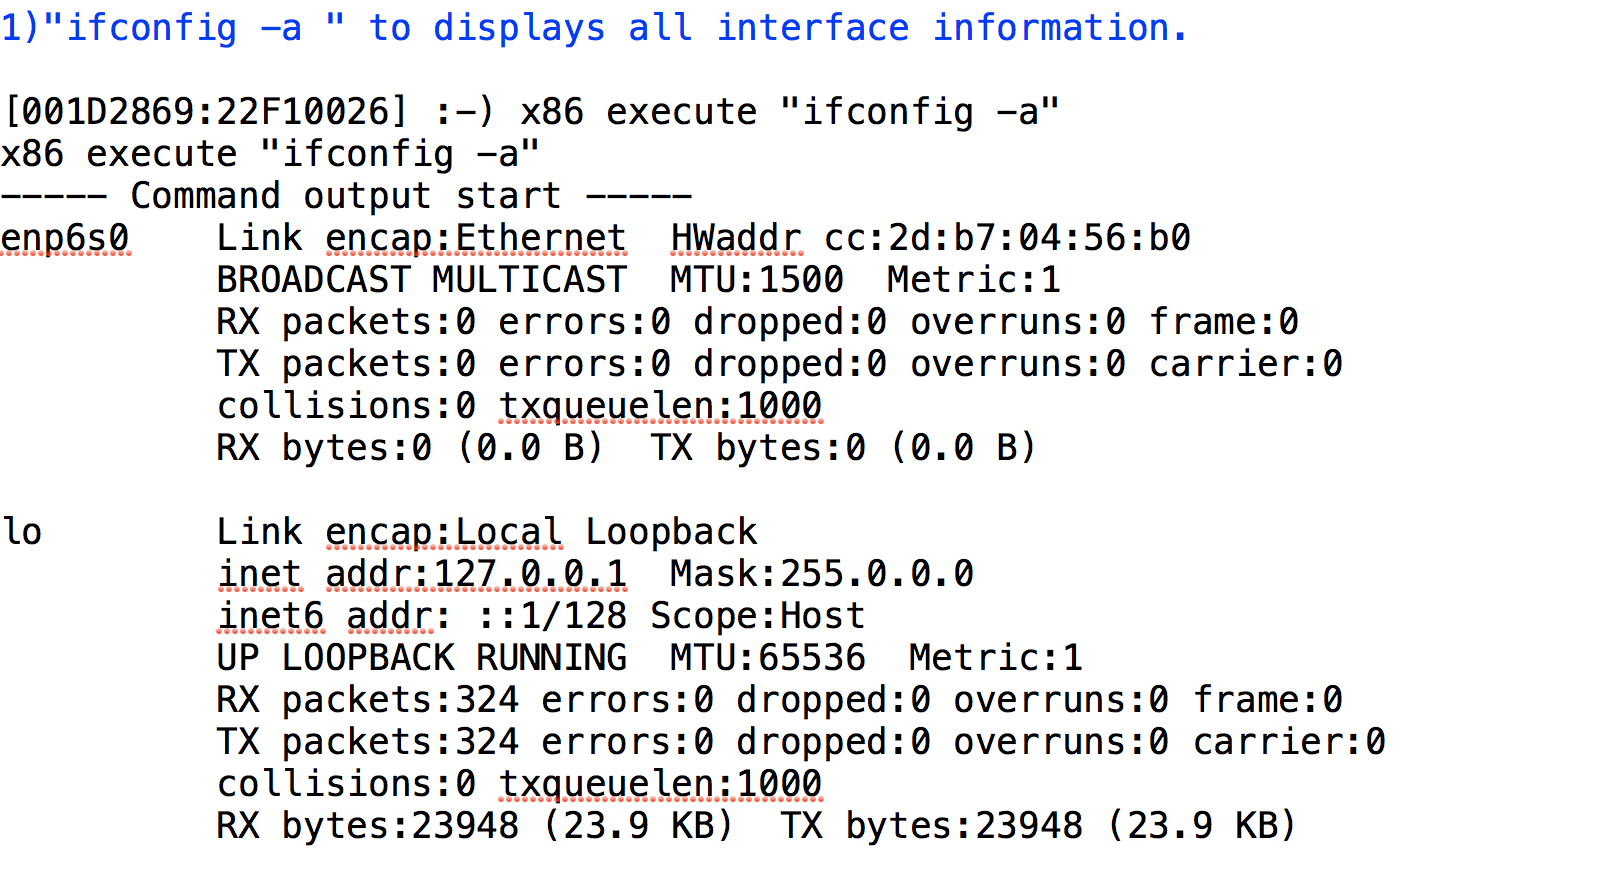 1)"ifconfig -a " to displays all interface information.
[001D2869:22F10026] :-) x86 execute "ifconfig -a"
x86 execute "ifconfig -a"
----- Command output start -----
enp6s0    Link encap:Ethernet  HWaddr cc:2d:b7:04:56:b0
          BROADCAST MULTICAST  MTU:1500  Metric:1
          RX packets:0 errors:0 dropped:0 overruns:0 frame:0
          TX packets:0 errors:0 dropped:0 overruns:0 carrier:0
          collisions:0 txqueuelen:1000
          RX bytes:0 (0.0 B)  TX bytes:0 (0.0 B)
lo        Link encap:Local Loopback
          inet addr:127.0.0.1  Mask:255.0.0.0
          inet6 addr: ::1/128 Scope:Host
          UP LOOPBACK RUNNING  MTU:65536  Metric:1
          RX packets:324 errors:0 dropped:0 overruns:0 frame:0
          TX packets:324 errors:0 dropped:0 overruns:0 carrier:0
          collisions:0 txqueuelen:1000
          RX bytes:23948 (23.9 KB)  TX bytes:23948 (23.9 KB)